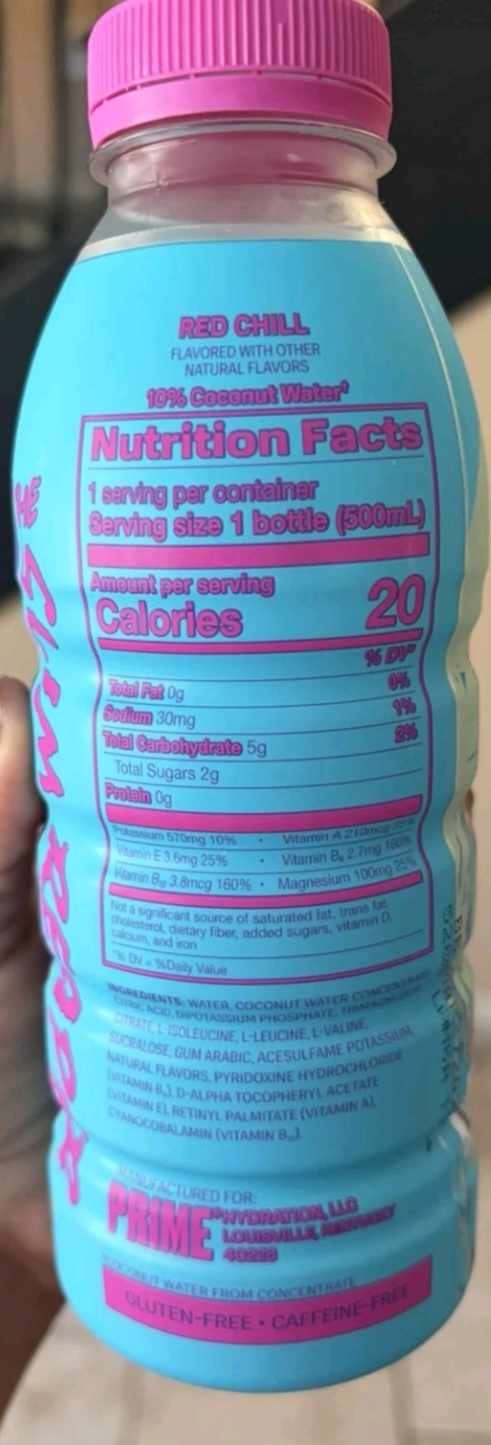 RED CHILL
FLAVORED WITH OTHER
NATURAL FLAVORS
10% Coconut Water†
Nutrition Facts
1 serving per container
Serving size 1 bottle (500mL)
Amount per serving
Calories 20
% DV*
Total Fat 0g 0%
Sodium 30mg 1%
Total Carbohydrate 5g 2%
Total Sugars 2g
Protein 0g
Potassium 570mg 10% • Vitamin A 210mcg
Vitamin E 3.6mg 25% • Vitamin B₆ 2.7mg 160%
Vitamin B₁₂ 3.8mcg 160% • Magnesium 100mg 25%
Not a significant source of saturated fat, trans fat,
cholesterol, dietary fiber, added sugars, vitamin D,
calcium, and iron
*% DV = %Daily Value
INGREDIENTS: WATER, COCONUT WATER CONCENTRATE,
CITRIC ACID, DIPOTASSIUM PHOSPHATE, TRIMAGNESIUM
CITRATE, L-ISOLEUCINE, L-LEUCINE, L-VALINE,
SUCRALOSE, GUM ARABIC, ACESULFAME POTASSIUM,
NATURAL FLAVORS, PYRIDOXINE HYDROCHLORIDE
(VITAMIN B₆), D-ALPHA TOCOPHERYL ACETATE
(VITAMIN E), RETINYL PALMITATE (VITAMIN A),
CYANOCOBALAMIN (VITAMIN B₁₂).
MANUFACTURED FOR:
PRIME HYDRATION, LLC
LOUISVILLE, KENTUCKY
COCONUT WATER FROM CONCENTRATE
GLUTEN-FREE • CAFFEINE-FREE